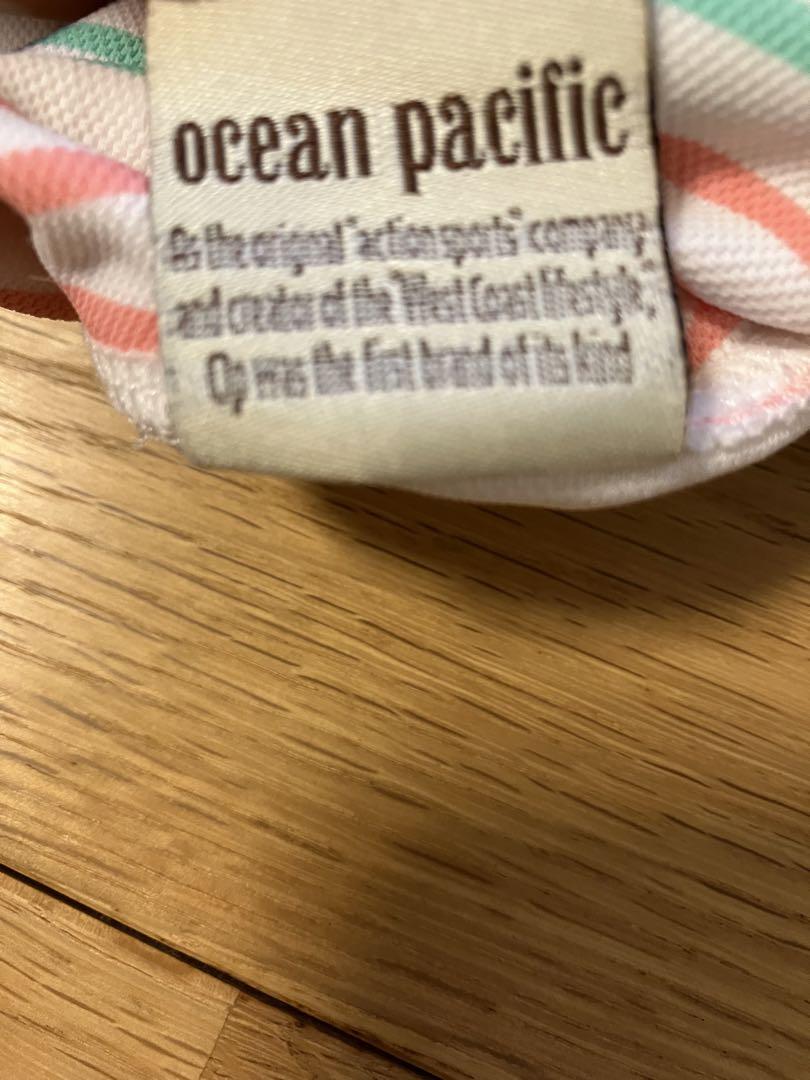 ocean pacific
As the original "action sports" company
and creator of the "West Coast lifestyle",
Op was the first brand of its kind